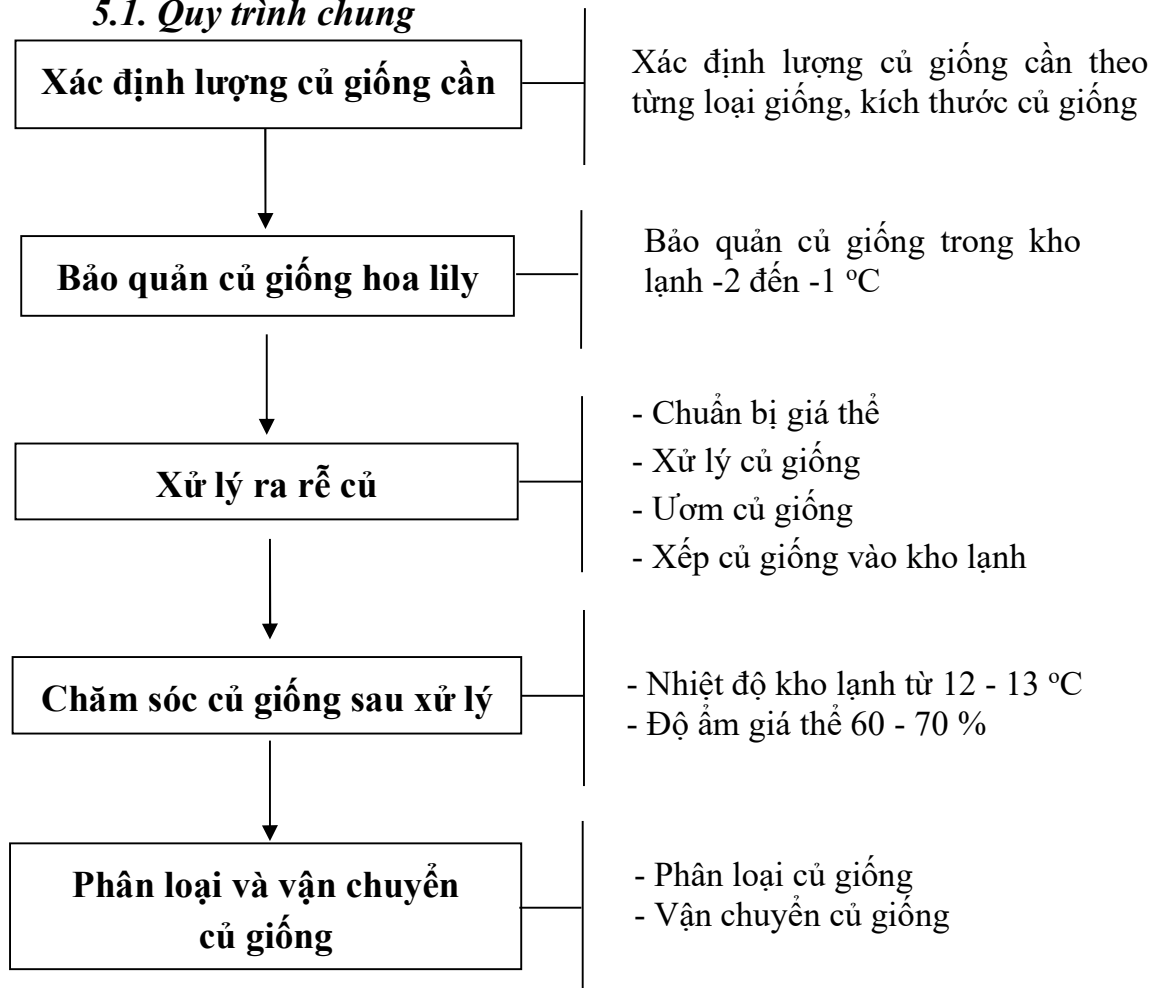 5.1. Quy trình chung
Xác định lượng củ giống cần
Xác định lượng củ giống cần theo
từng loại giống, kích thước củ giống
Bảo quản củ giống hoa lily
Bảo quản củ giống trong kho
lạnh -2 đến -1 °C
Xử lý ra rễ củ
- Chuẩn bị giá thể
- Xử lý củ giống
- Ươm củ giống
- Xếp củ giống vào kho lạnh
Chăm sóc củ giống sau xử lý
- Nhiệt độ kho lạnh từ 12 - 13 °C
- Độ ẩm giá thể 60 - 70 %
Phân loại và vận chuyển
củ giống
- Phân loại củ giống
- Vận chuyển củ giống